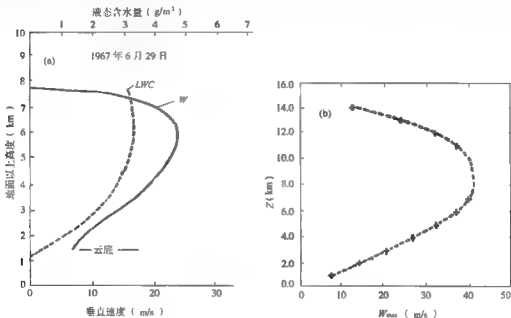 液态含水量 ( g/m³ )
1 2 3 4 5 6 7
(a)
1967 年 6 月 29 日
LWC
W
云底
地面以上高度 ( km )
10
9
8
7
6
5
4
3
2
1
0
0 10 20 30
垂直速度 ( m/s )
(b)
Z ( km )
16.0
14.0
12.0
10.0
8.0
6.0
4.0
2.0
0.0
0 10 20 30 40 50
Wmax ( m/s )